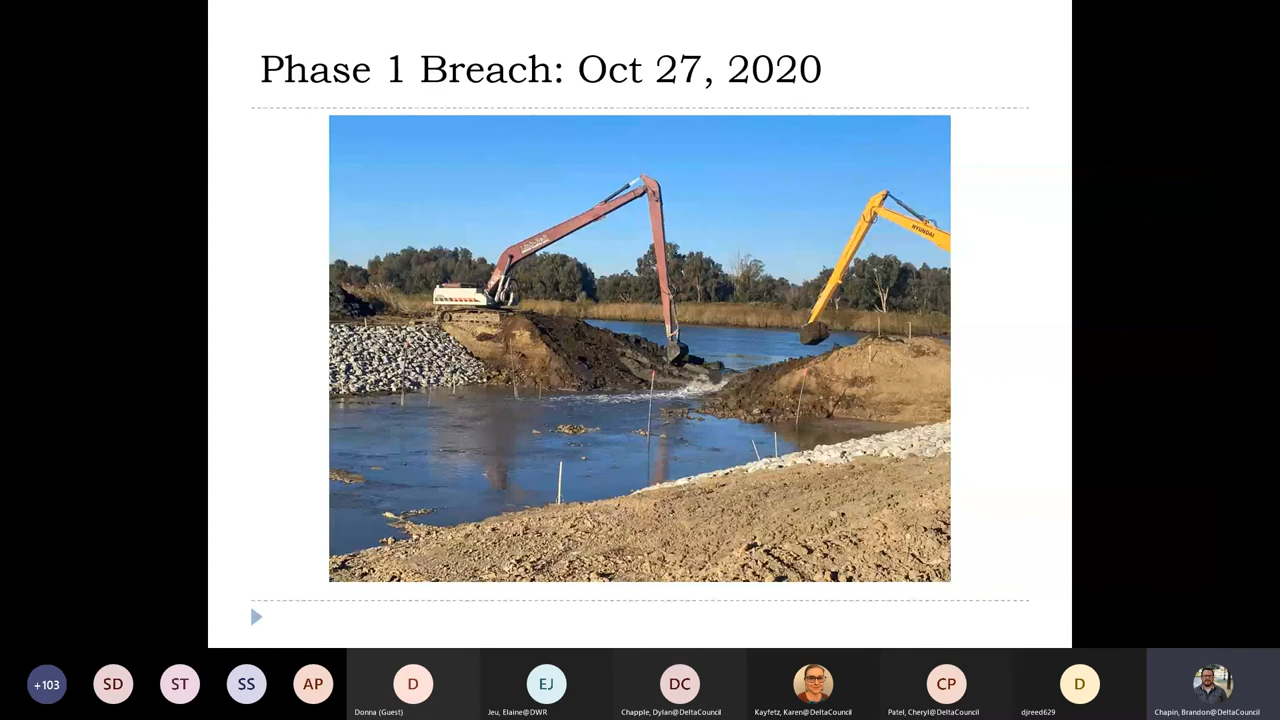 Phase 1 Breach: Oct 27, 2020
HYUNDAI
+103
SD
ST
SS
AP
D
EJ
DC
CP
D
Donna (Guest)
Jeu, Elaine@DWR
Chapple, Dylan@DeltaCouncil
Kayfetz, Karen@DeltaCouncil
Patel, Cheryl@DeltaCouncil
djreed629
Chapin, Brandon@DeltaCouncil